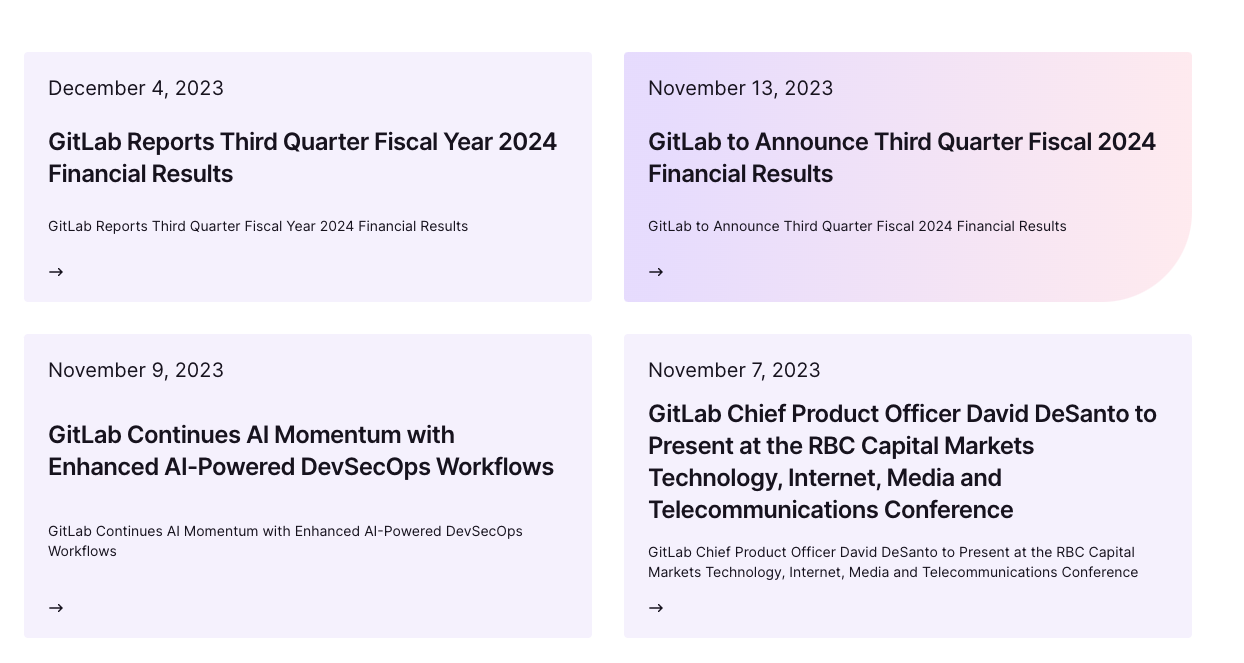 December 4, 2023
GitLab Reports Third Quarter Fiscal Year 2024
Financial Results
GitLab Reports Third Quarter Fiscal Year 2024 Financial Results
→
November 13, 2023
GitLab to Announce Third Quarter Fiscal 2024
Financial Results
GitLab to Announce Third Quarter Fiscal 2024 Financial Results
→
November 9, 2023
GitLab Continues AI Momentum with
Enhanced AI-Powered DevSecOps Workflows
GitLab Continues AI Momentum with Enhanced AI-Powered DevSecOps
Workflows
→
November 7, 2023
GitLab Chief Product Officer David DeSanto to
Present at the RBC Capital Markets
Technology, Internet, Media and
Telecommunications Conference
GitLab Chief Product Officer David DeSanto to Present at the RBC Capital
Markets Technology, Internet, Media and Telecommunications Conference
→